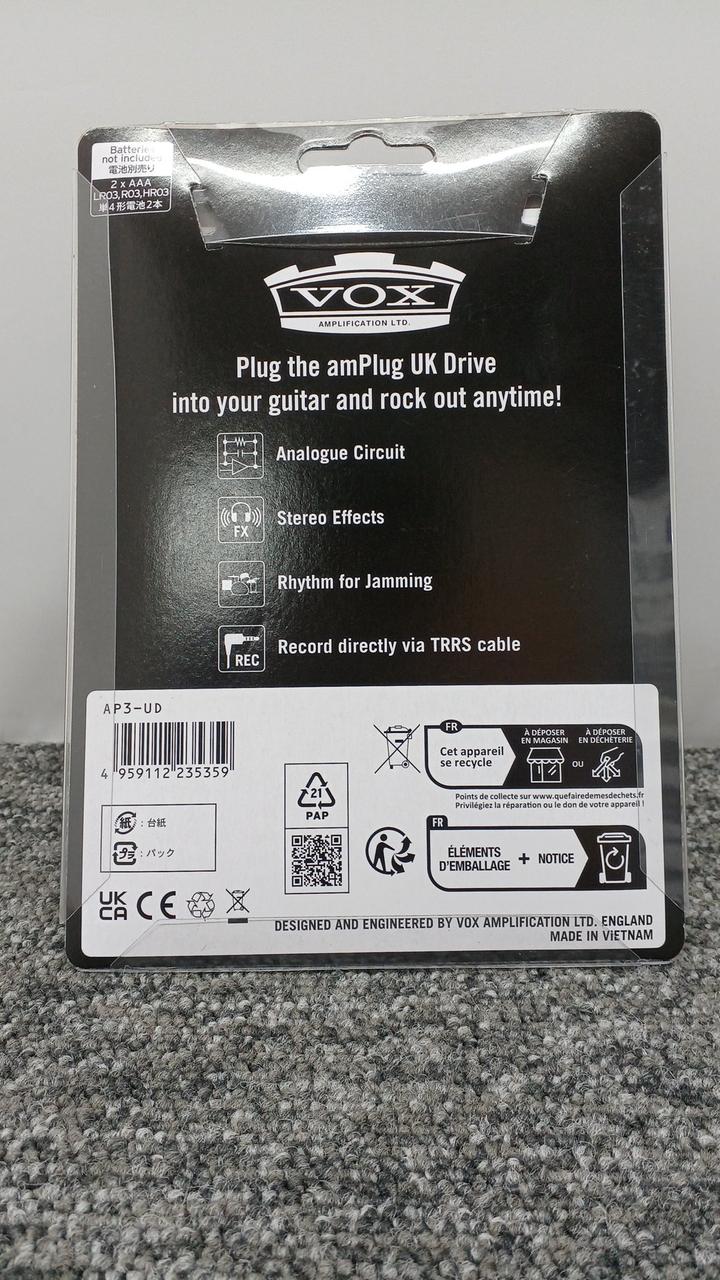 Batteries
not included
電池別売り
2 x AAA
LR03,R03,HR03
単4形電池2本
VOX
AMPLIFICATION LTD.
Plug the amPlug UK Drive
into your guitar and rock out anytime!
Analogue Circuit
FX
Stereo Effects
Rhythm for Jamming
REC
Record directly via TRRS cable
AP3-UD
4 959112 235359
紙 : 台紙
プラ : パック
21
PAP
FR
Cet appareil
se recycle
À DÉPOSER
EN MAGASIN
OU
À DÉPOSER
EN DÉCHÈTERIE
Points de collecte sur www.quefairedemesdechets.fr
Privilégiez la réparation ou le don de votre appareil !
FR
ÉLÉMENTS
D'EMBALLAGE + NOTICE
UK
CA
CE
DESIGNED AND ENGINEERED BY VOX AMPLIFICATION LTD. ENGLAND
MADE IN ViETNAM